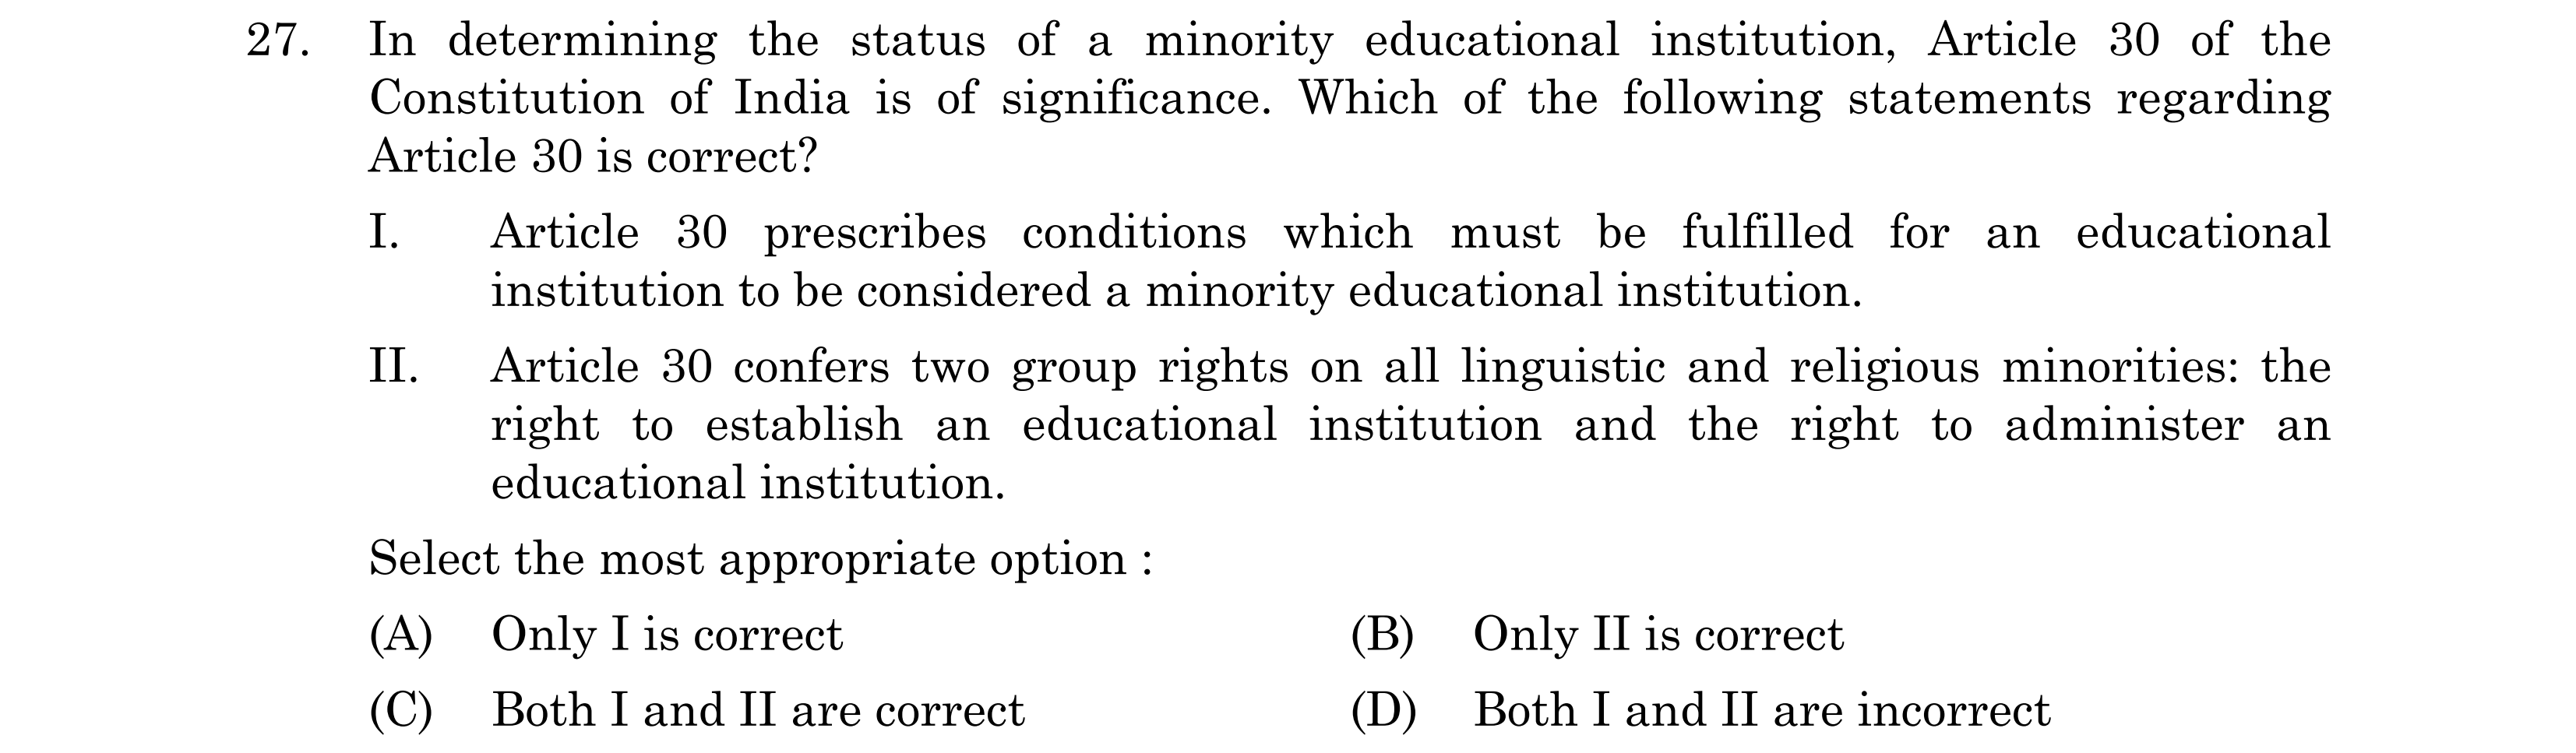 27. In determining the status of a minority educational institution, Article 30 of the
Constitution of India is of significance. Which of the following statements regarding
Article 30 is correct?
I. Article 30 prescribes conditions which must be fulfilled for an educational
institution to be considered a minority educational institution.
II. Article 30 confers two group rights on all linguistic and religious minorities: the
right to establish an educational institution and the right to administer an
educational institution.
Select the most appropriate option :
(A) Only I is correct (B) Only II is correct
(C) Both I and II are correct (D) Both I and II are incorrect